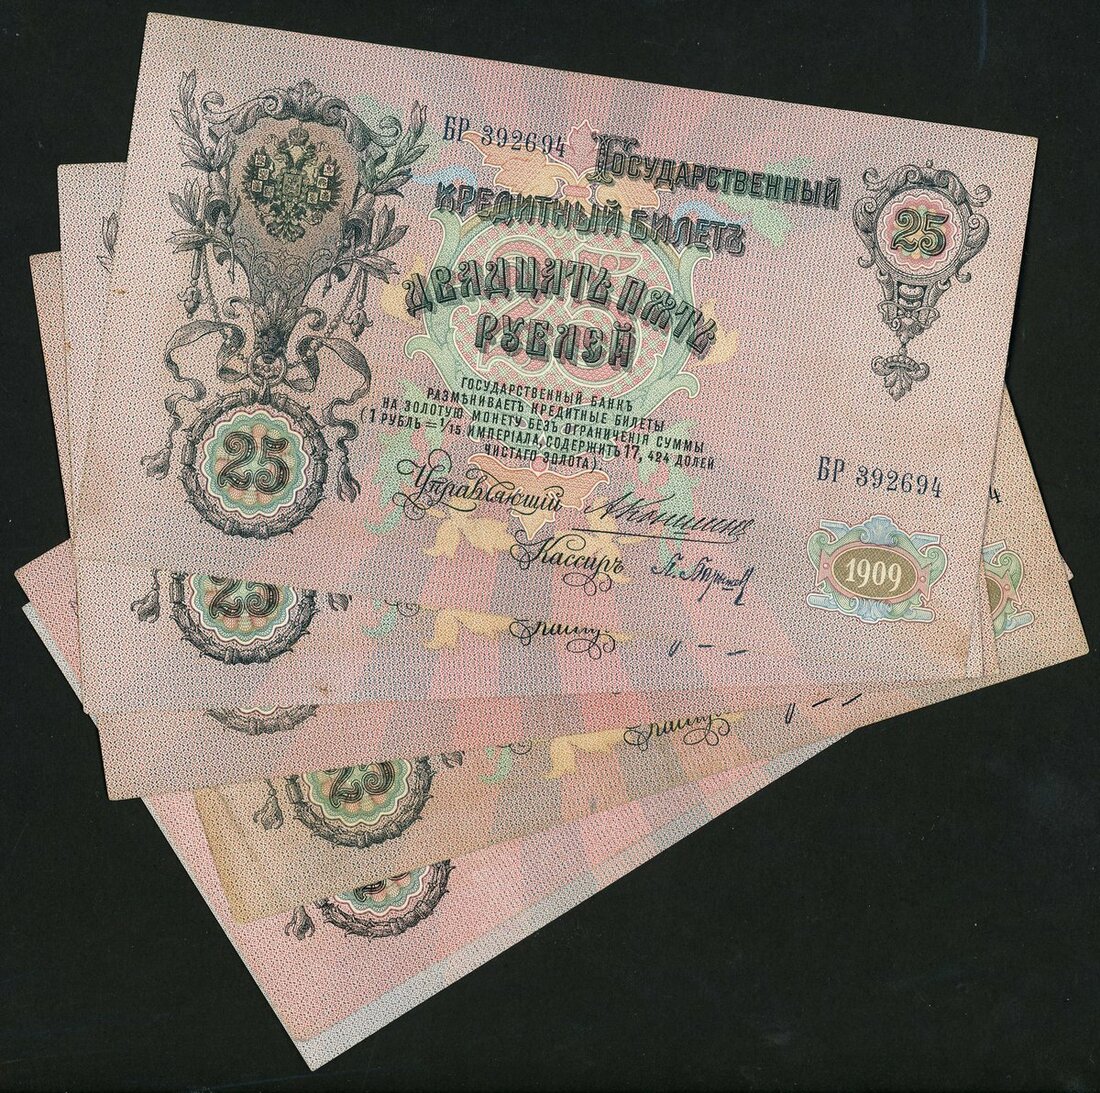 БР 392694
Государственный
кредитный билетъ
25
двадцать пять
рублей
Государственный банкъ
размѣниваетъ кредитные билеты
на золотую монету безъ ограниченія суммы
(1 рубль = 1/15 имперіала, содержитъ 17,424 долей
чистаго золота).
25
БР 392694
Управляющій
Кассиръ
1909
25
25
25